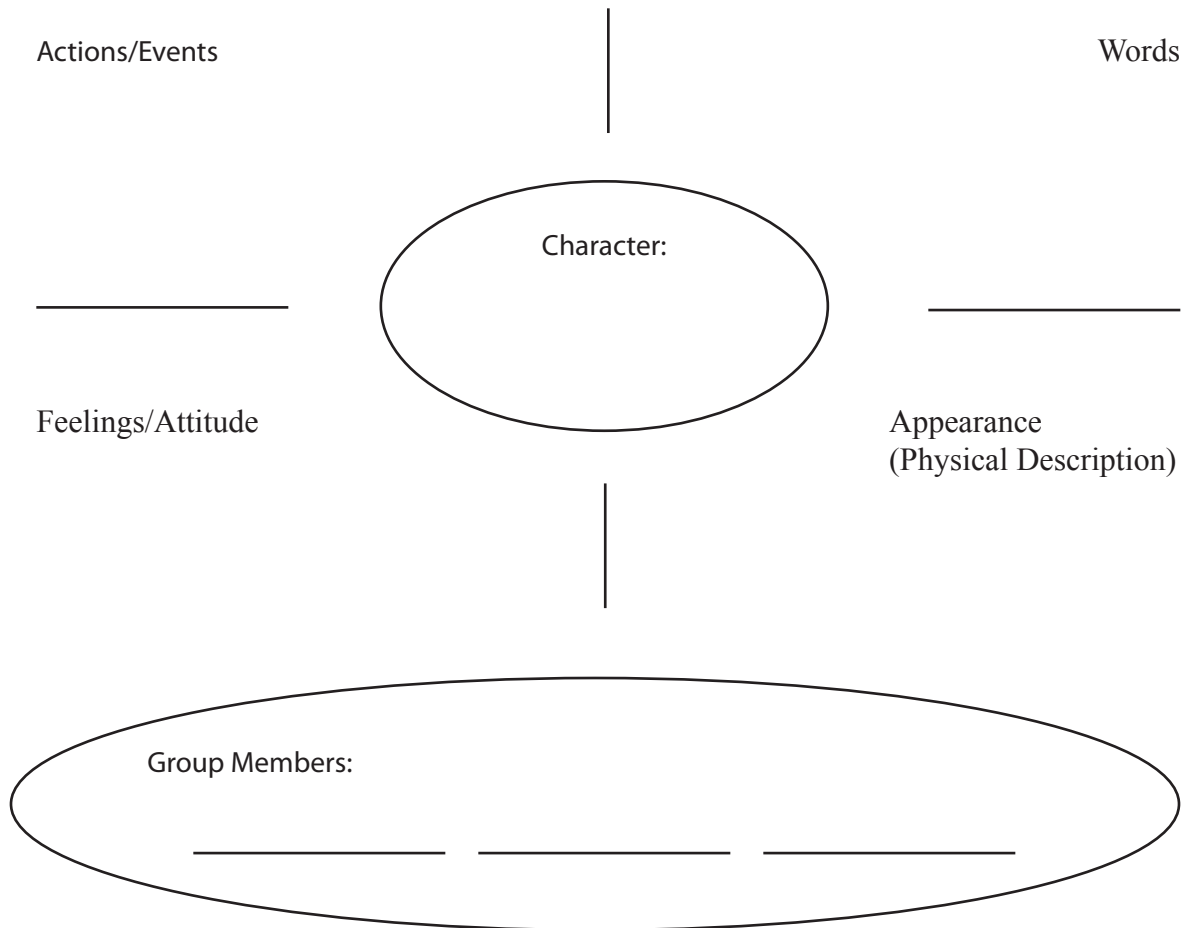 Actions/Events
Words
Character:
Feelings/Attitude
Appearance
(Physical Description)
Group Members: